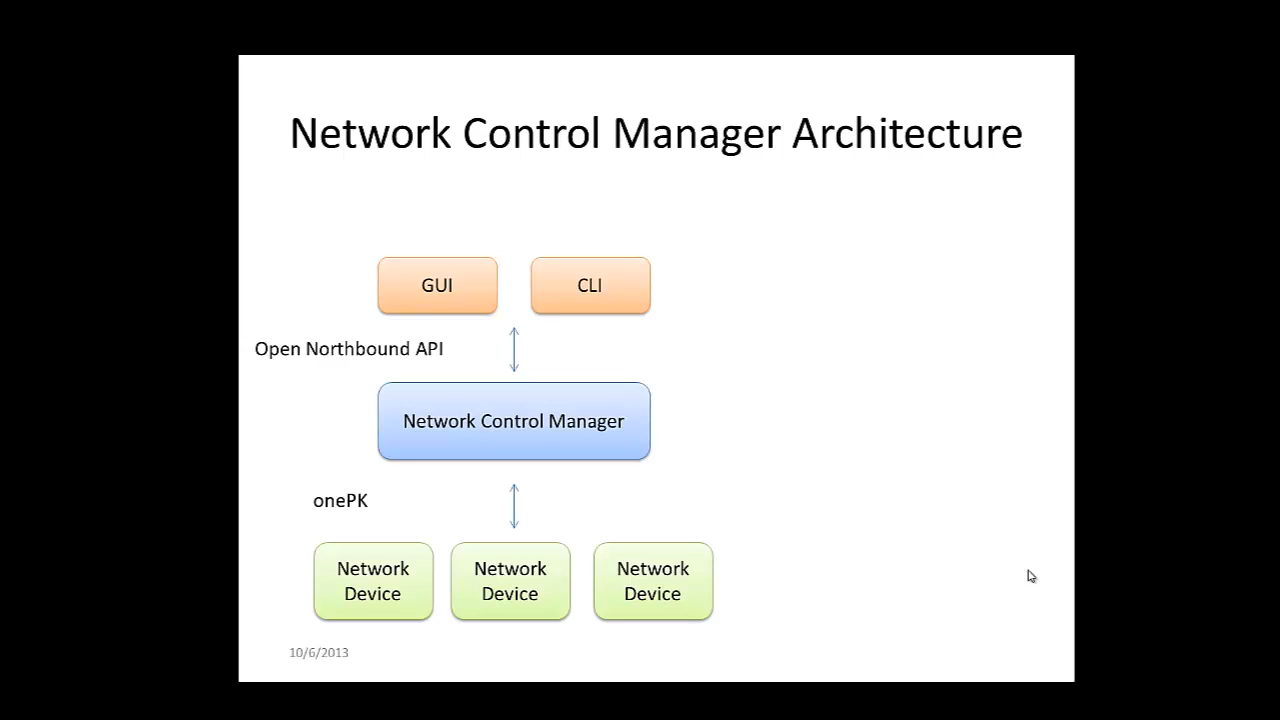 Network Control Manager Architecture
GUI
CLI
Open Northbound API
Network Control Manager
onePK
Network
Device
Network
Device
Network
Device
10/6/2013